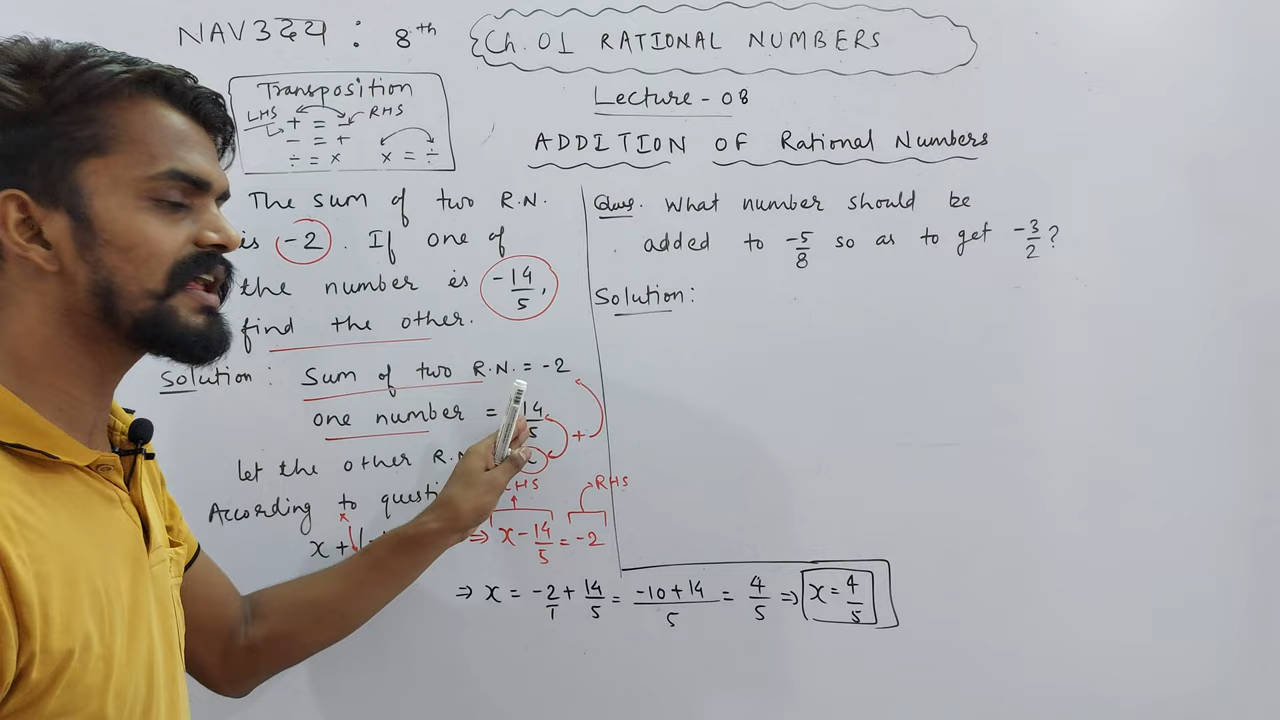 NAV3ઢય : 8th
Ch. 01 RATIONAL NUMBERS
Lecture - 08
ADDITION OF Rational Numbers
Transposition
LHS + = - RHS
- = +
÷ = × × = ÷
The sum of two R.N.
is -2. If one of
the number is -14/5,
find the other.
Solution : Sum of two R.N. = -2
one number = 14/5
+
Let the other R.N.
According to
x + ⇒ x - 14/5 = -2
RHS
⇒ x = -2/1 + 14/5 = -10+14/5 = 4/5 ⇒ x = 4/5
Ques. What number should be
added to -5/8 so as to get -3/2?
Solution :